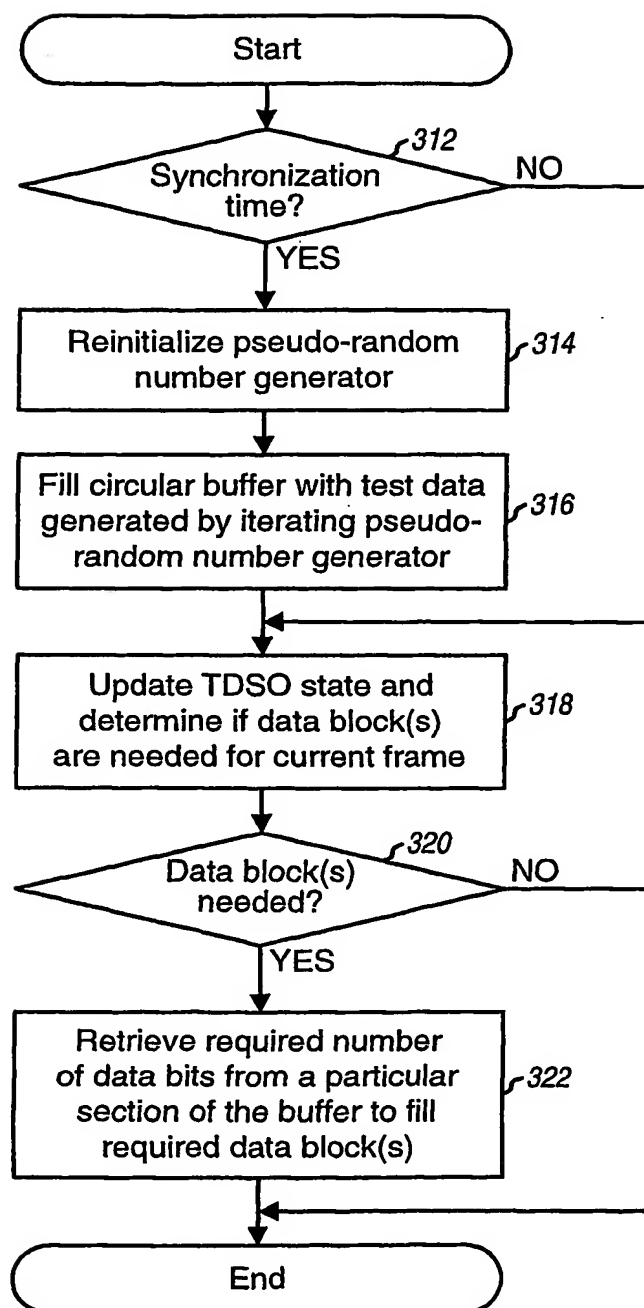 Start
312
Synchronization
time?
NO
YES
Reinitialize pseudo-random
number generator
314
Fill circular buffer with test data
generated by iterating pseudo-
random number generator
316
Update TDSO state and
determine if data block(s)
are needed for current frame
318
320
Data block(s)
needed?
NO
YES
Retrieve required number
of data bits from a particular
section of the buffer to fill
required data block(s)
322
End